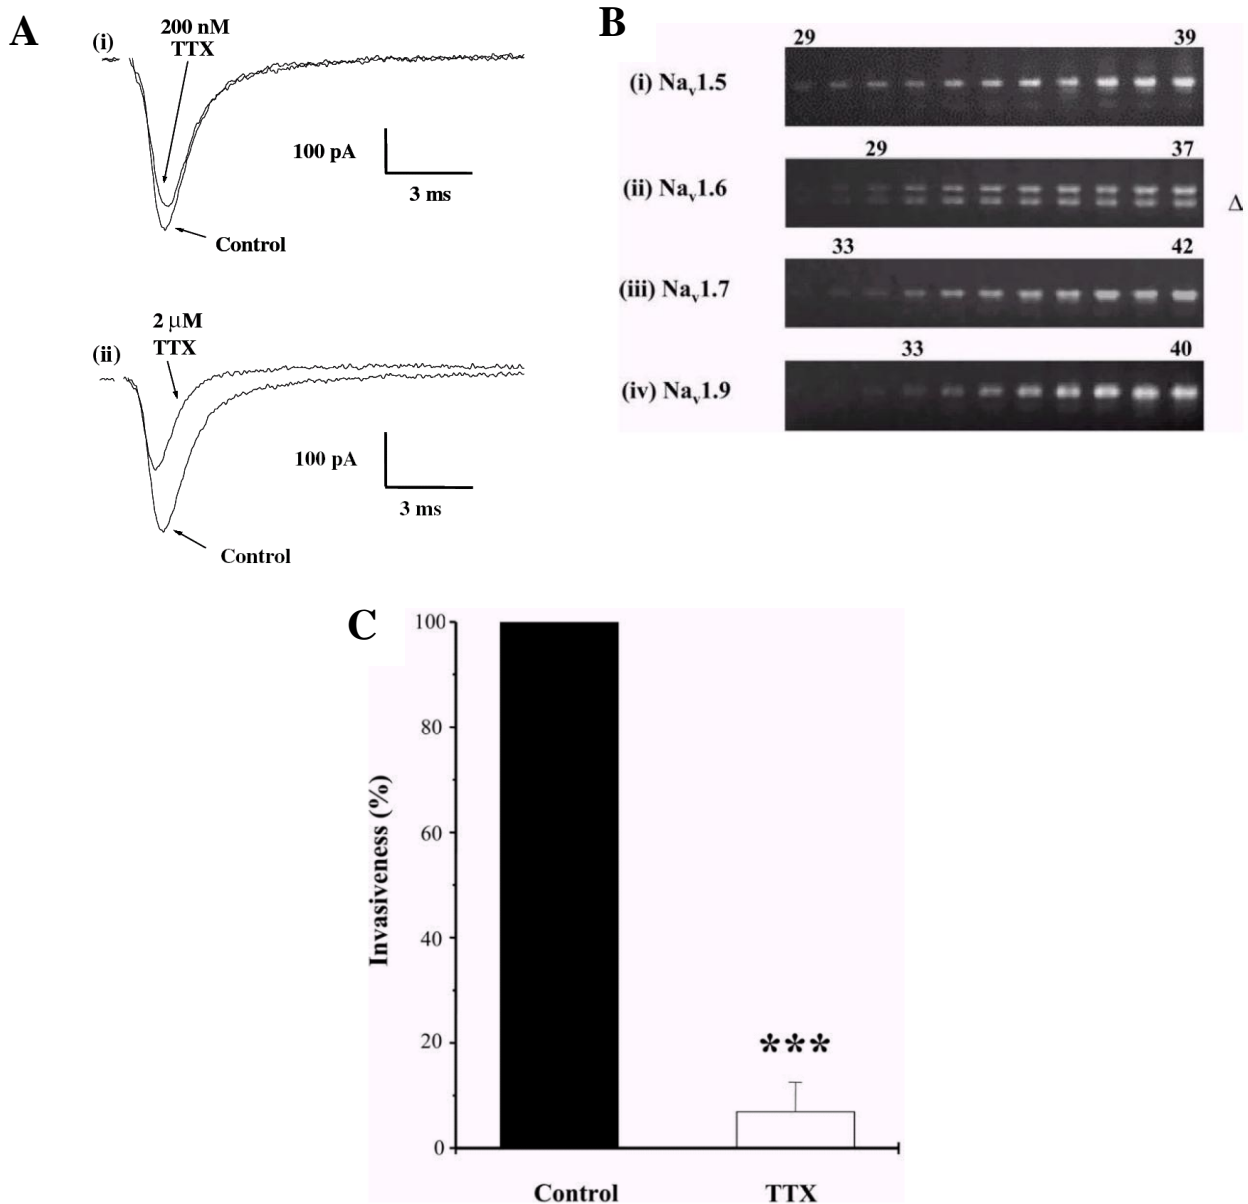 A
(i)
200 nM
TTX
100 pA
3 ms
Control
(ii)
2 μM
TTX
100 pA
3 ms
Control
B
29 39
(i) Nav1.5
29 37
(ii) Nav1.6
Δ
33 42
(iii) Nav1.7
33 40
(iv) Nav1.9
C
100
80
60
40
20
0
Invasiveness (%)
***
Control TTX